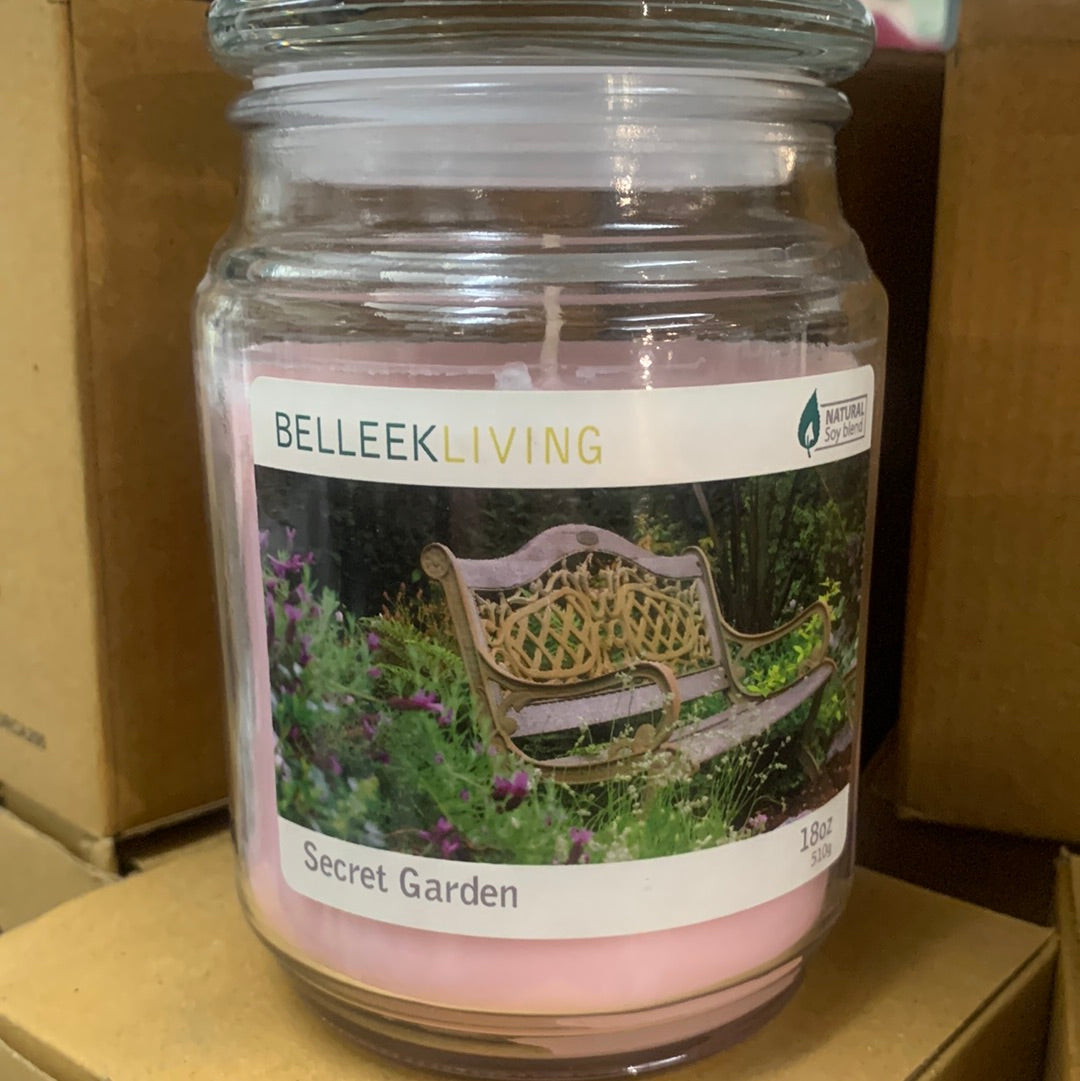 BELLEEKLIVING
NATURAL
Soy blend
Secret Garden
18oz
510g